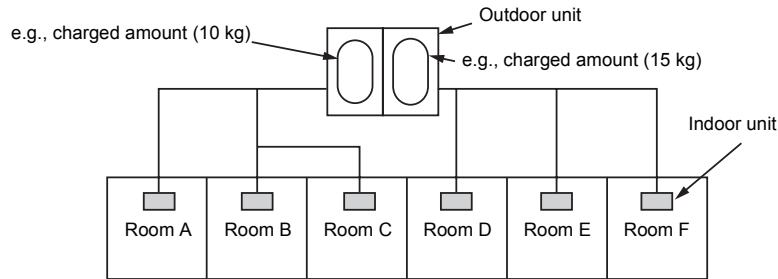 Outdoor unit
e.g., charged amount (10 kg)
e.g., charged amount (15 kg)
Indoor unit
Room A Room B Room C Room D Room E Room F